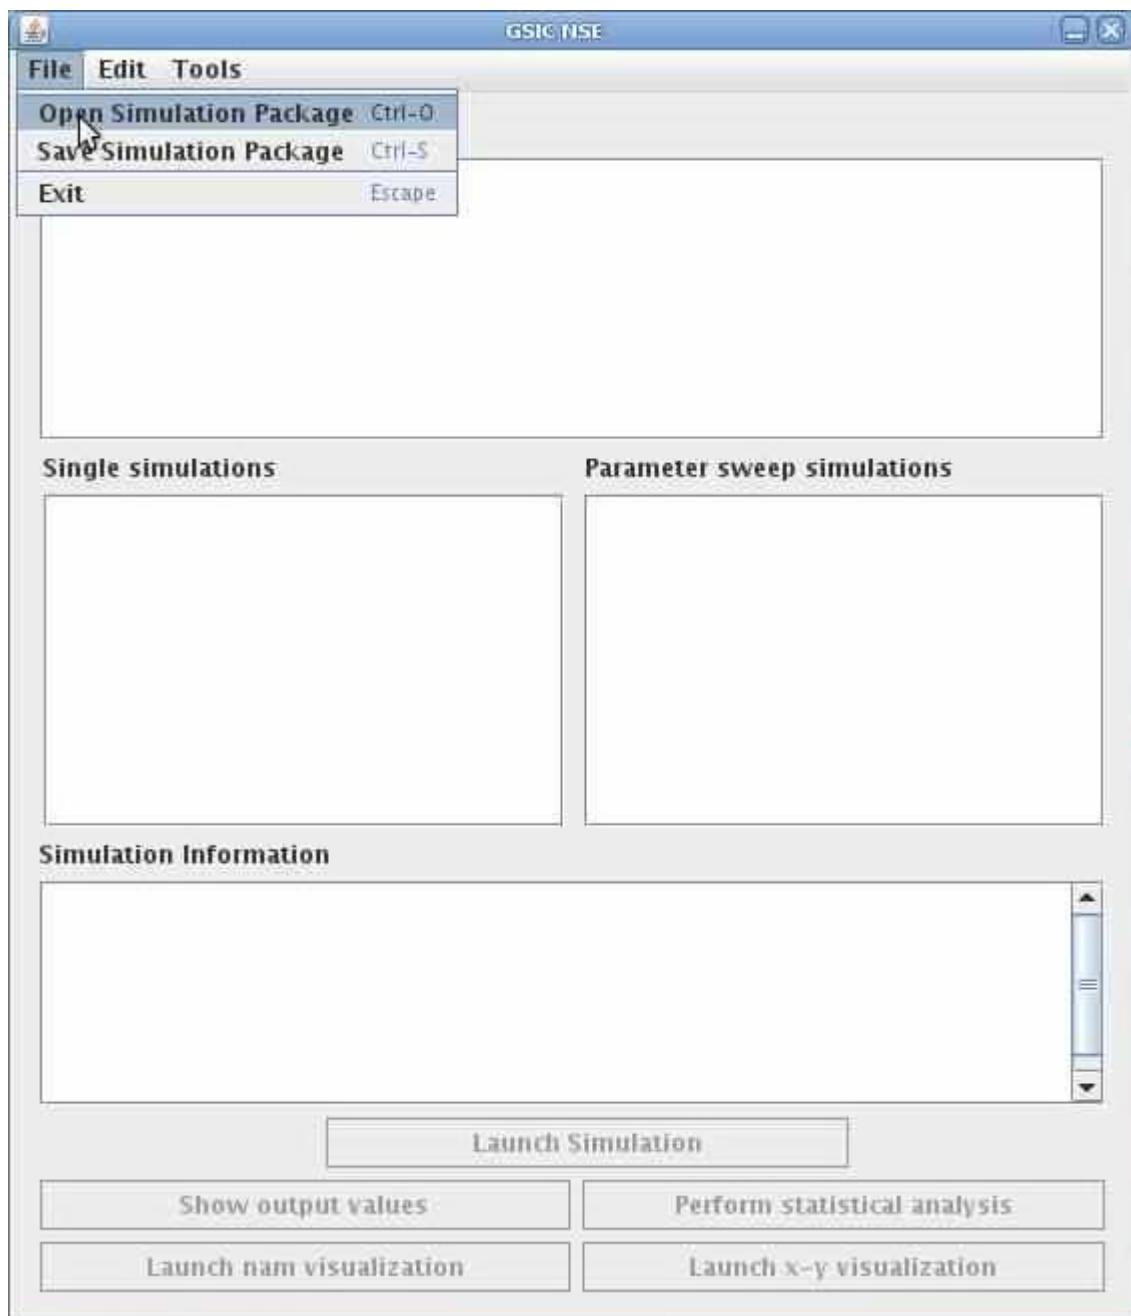 GSIC NSE
File Edit Tools
Open Simulation Package Ctrl-O
Save Simulation Package Ctrl-S
Exit Escape
Single simulations Parameter sweep simulations
Simulation Information
Launch Simulation
Show output values Perform statistical analysis
Launch nam visualization Launch x-y visualization